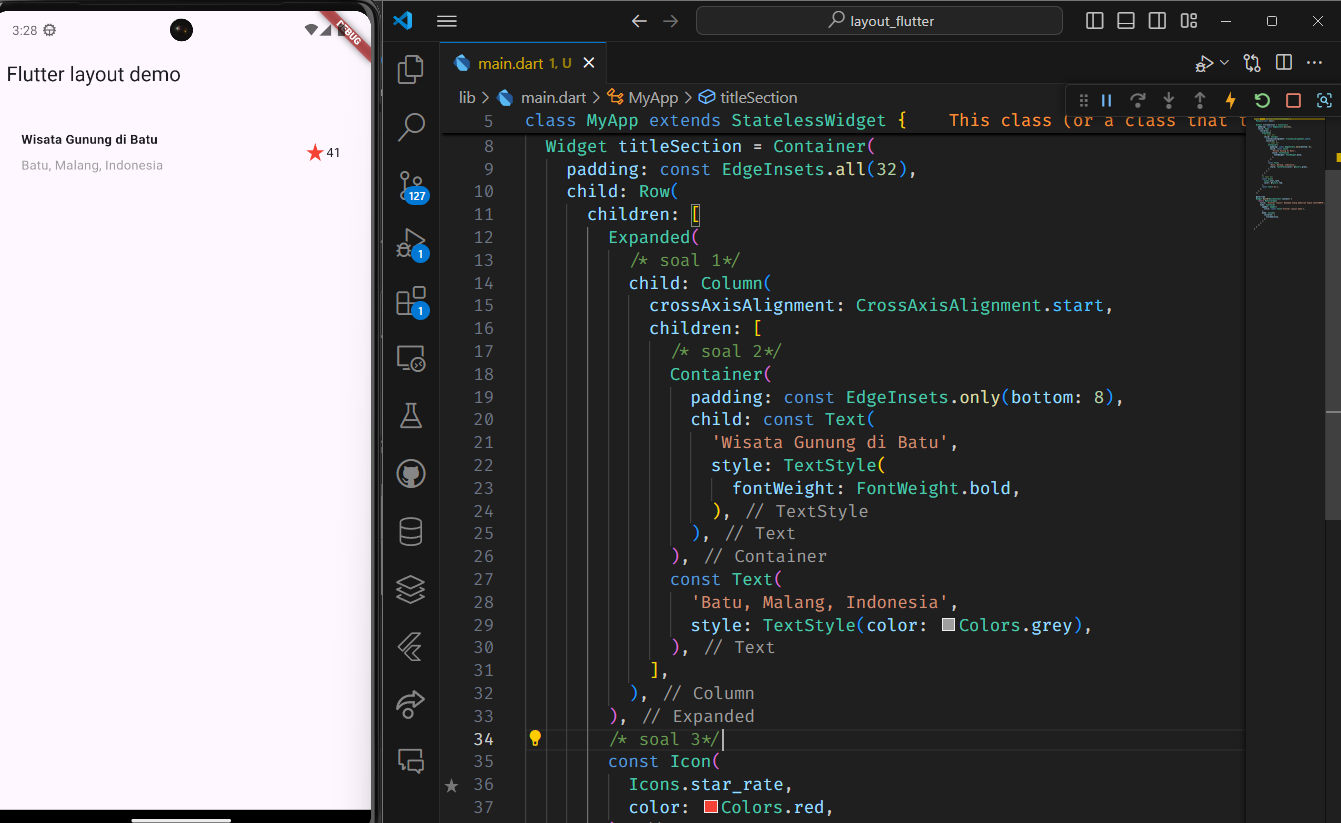 3:28
DEBUG
Flutter layout demo
Wisata Gunung di Batu
Batu, Malang, Indonesia
41
layout_flutter
main.dart 1, U
lib > main.dart > MyApp > titleSection
127
1
1
5 class MyApp extends StatelessWidget { This class (or a class that
8 Widget titleSection = Container(
9 padding: const EdgeInsets.all(32),
10 child: Row(
11 children: [
12 Expanded(
13 /* soal 1*/
14 child: Column(
15 crossAxisAlignment: CrossAxisAlignment.start,
16 children: [
17 /* soal 2*/
18 Container(
19 padding: const EdgeInsets.only(bottom: 8),
20 child: const Text(
21 'Wisata Gunung di Batu',
22 style: TextStyle(
23 fontWeight: FontWeight.bold,
24 ), // TextStyle
25 ), // Text
26 ), // Container
27 const Text(
28 'Batu, Malang, Indonesia',
29 style: TextStyle(color: Colors.grey),
30 ), // Text
31 ],
32 ), // Column
33 ), // Expanded
34 /* soal 3*/
35 const Icon(
36 Icons.star_rate,
37 color: Colors.red,